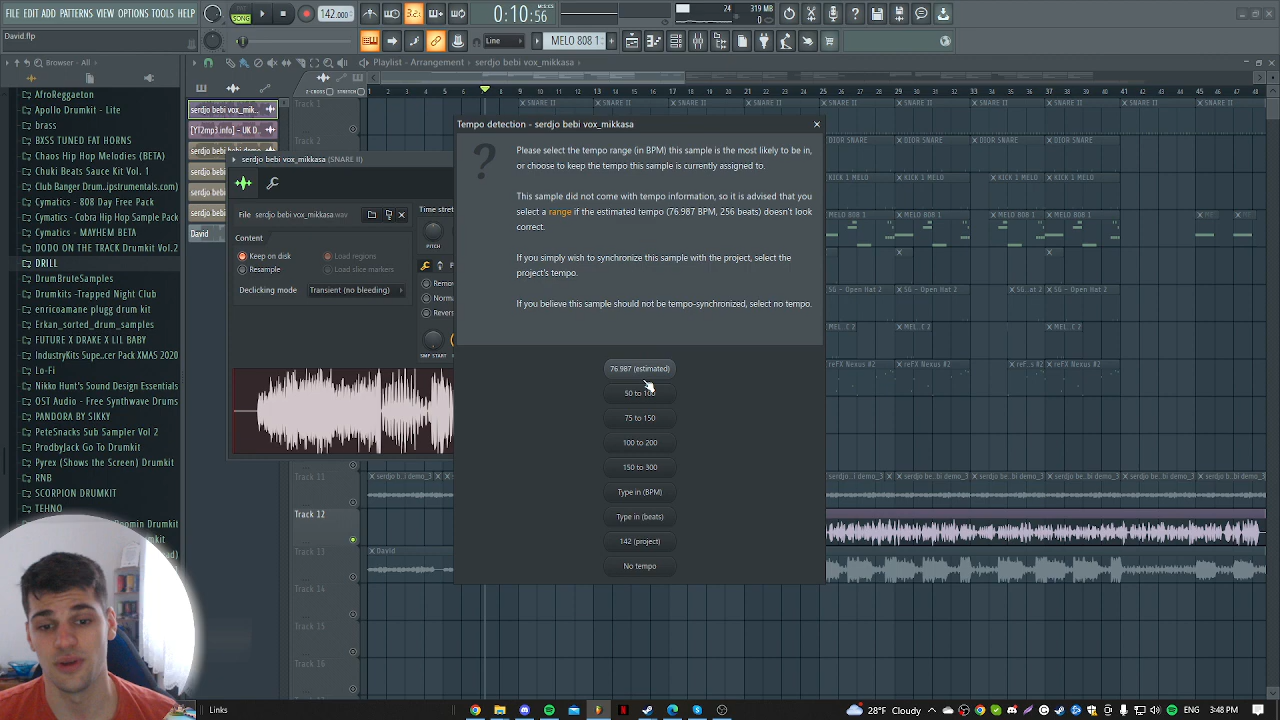 FILE EDIT ADD PATTERNS VIEW OPTIONS TOOLS HELP
SONG
142.000
3.2
0:10:56
M:S:CS
24
319 MB
0
David.flp
Line
MELO 808 1
Browser - All
Playlist - Arrangement › serdjo bebi vox_mikkasa ›
Z-CROSS
STRETCH
AfroReggaeton
Apollo Drumkit - Lite
brass
BXSS TUNED FAT HORNS
Chaos Hip Hop Melodies (BETA)
Chuki Beats Sauce Kit Vol. 1
Club Banger Drum...ipstrumentals.com)
Cymatics - 808 Day Free Pack
Cymatics - Cobra Hip Hop Sample Pack
Cymatics - MAYHEM BETA
DODO ON THE TRACK Drumkit Vol.2
DRILL
DrumBruteSamples
Drumkits -Trapped Night Club
enricoamane plugg drum kit
Erkan_sorted_drum_samples
FUTURE X DRAKE X LIL BABY
IndustryKits Supe...cer Pack XMAS 2020
Lo-Fi
Nikko Hunt's Sound Design Essentials
OST Audio - Free Synthwave Drums
PANDORA BY SIKKY
PeteSnacks Sub Sampler Vol 2
ProdbyJack Go To Drumkit
Pyrex (Shows the Screen) Drumkit
RNB
SCORPION DRUMKIT
TEHNO
serdjo bebi vox_mik...
[YT2mp3.info] - UK D
David
serdjo bebi vox_mikkasa (SNARE II)
File serdjo bebi vox_mikkasa.wav
Content
Keep on disk
Load regions
Resample
Load slice markers
Declicking mode
Transient (no bleeding)
Time stre
PITCH
Remo
Norma
Revers
SMP START
Tempo detection - serdjo bebi vox_mikkasa
Please select the tempo range (in BPM) this sample is the most likely to be in,
or choose to keep the tempo this sample is currently assigned to.
This sample did not come with tempo information, so it is advised that you
select a range if the estimated tempo (76.987 BPM, 256 beats) doesn't look
correct.
If you simply wish to synchronize this sample with the project, select the
project's tempo.
If you believe this sample should not be tempo-synchronized, select no tempo.
76.987 (estimated)
50 to 100
75 to 150
100 to 200
150 to 300
Type in (BPM)
Type in (beats)
142 (project)
No tempo
Track 1
SNARE II
DIOR SNARE
KICK 1 MELO
MELO 808 1
SG - Open Hat 2
MEL..C 2
reFX Nexus #2
Track 11
Track 12
Track 13
David
Track 14
Track 15
Track 16
Links
28°F Cloudy
3:48 PM